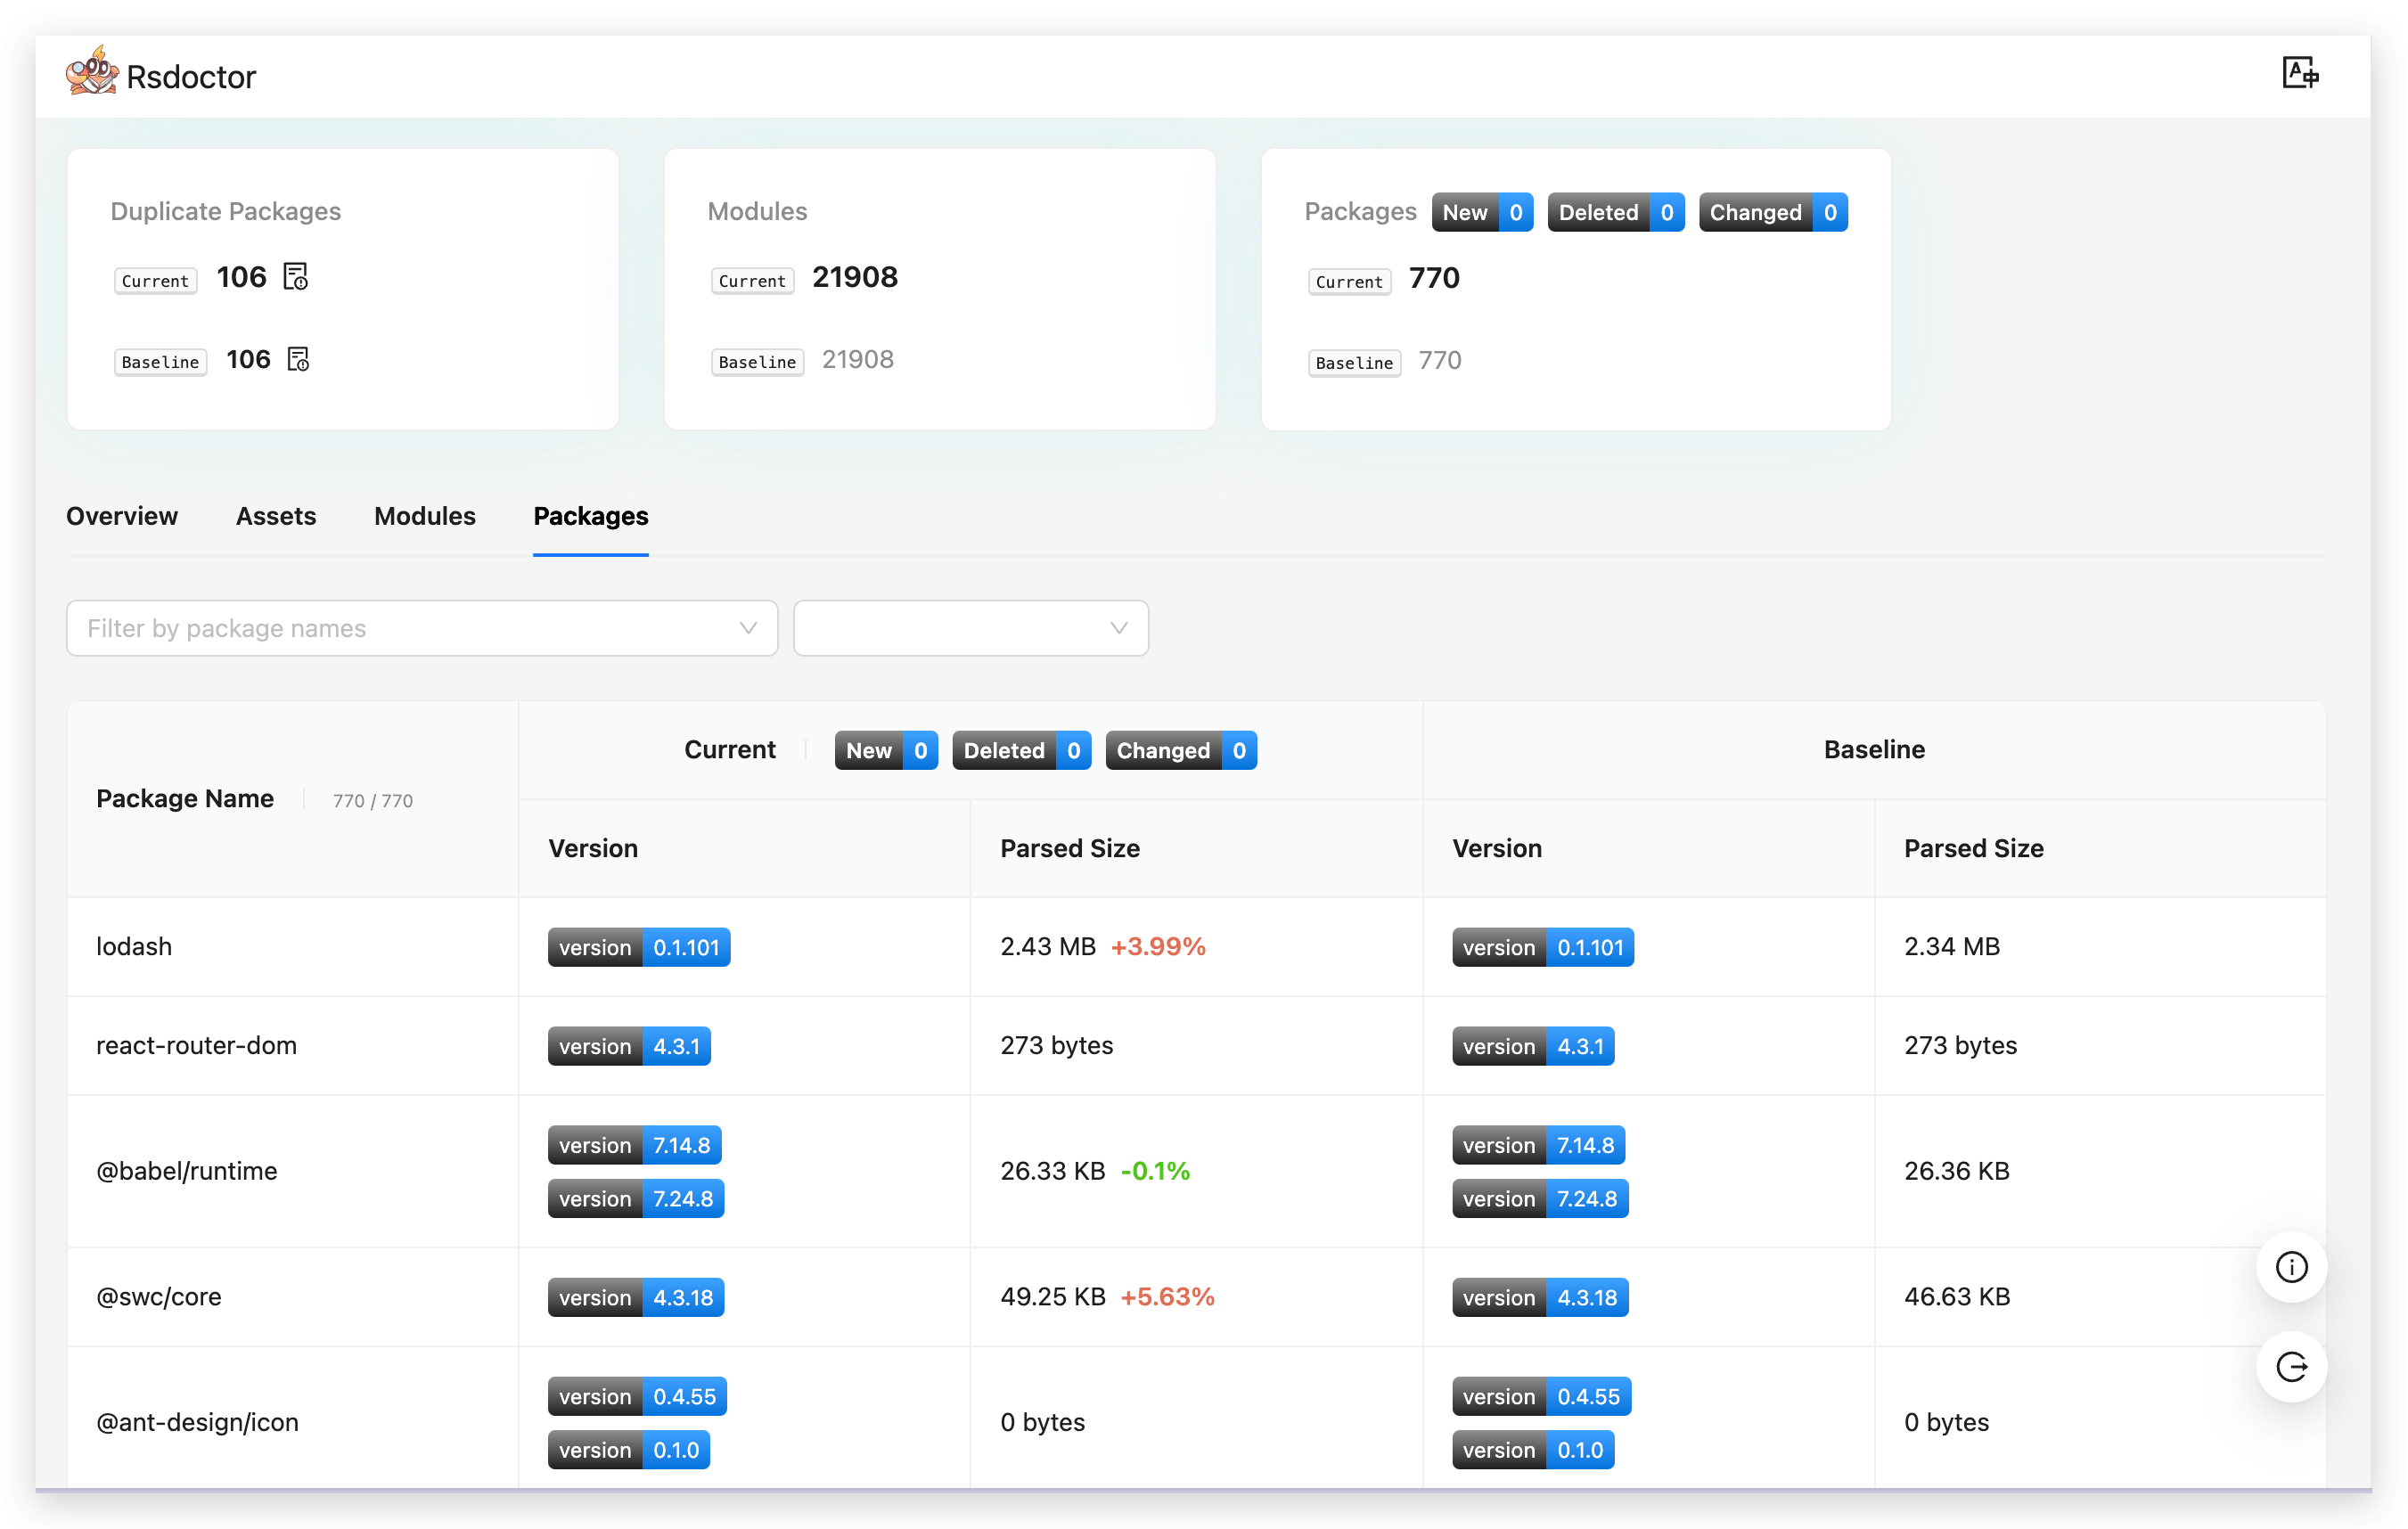 Rsdoctor
Duplicate Packages
Current 106
Baseline 106
Modules
Current 21908
Baseline 21908
Packages New 0 Deleted 0 Changed 0
Current 770
Baseline 770
Overview Assets Modules Packages
Filter by package names
Package Name 770 / 770
Current New 0 Deleted 0 Changed 0
Baseline
Version Parsed Size Version Parsed Size
lodash version 0.1.101 2.43 MB +3.99% version 0.1.101 2.34 MB
react-router-dom version 4.3.1 273 bytes version 4.3.1 273 bytes
@babel/runtime version 7.14.8 26.33 KB -0.1% version 7.14.8 26.36 KB
version 7.24.8 version 7.24.8
@swc/core version 4.3.18 49.25 KB +5.63% version 4.3.18 46.63 KB
@ant-design/icon version 0.4.55 0 bytes version 0.4.55 0 bytes
version 0.1.0 version 0.1.0